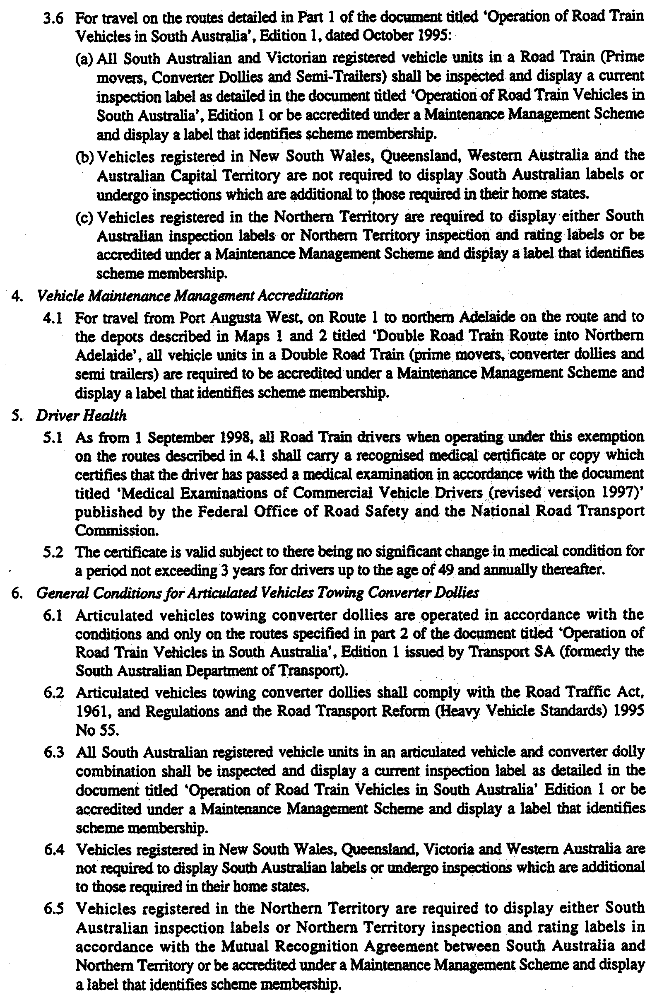 3.6 For travel on the routes detailed in Part 1 of the document titled ‘Operation of Road Train
Vehicles in South Australia’, Edition 1, dated October 1995:
(a) All South Australian and Victorian registered vehicle units in a Road Train (Prime
movers, Converter Dollies and Semi-Trailers) shall be inspected and display a current
inspection label as detailed in the document titled ‘Operation of Road Train Vehicles in
South Australia’, Edition 1 or be accredited under a Maintenance Management Scheme
and display a label that identifies scheme membership.
(b) Vehicles registered in New South Wales, Queensland, Western Australia and the
Australian Capital Territory are not required to display South Australian labels or
undergo inspections which are additional to those required in their home states.
(c) Vehicles registered in the Northern Territory are required to display either South
Australian inspection labels or Northern Territory inspection and rating labels or be
accredited under a Maintenance Management Scheme and display a label that identifies
scheme membership.
4. Vehicle Maintenance Management Accreditation
4.1 For travel from Port Augusta West, on Route 1 to northern Adelaide on the route and to
the depots described in Maps 1 and 2 titled ‘Double Road Train Route into Northern
Adelaide’, all vehicle units in a Double Road Train (prime movers, converter dollies and
semi trailers) are required to be accredited under a Maintenance Management Scheme and
display a label that identifies scheme membership.
5. Driver Health
5.1 As from 1 September 1998, all Road Train drivers when operating under this exemption
on the routes described in 4.1 shall carry a recognised medical certificate or copy which
certifies that the driver has passed a medical examination in accordance with the document
titled ‘Medical Examinations of Commercial Vehicle Drivers (revised version 1997)’
published by the Federal Office of Road Safety and the National Road Transport
Commission.
5.2 The certificate is valid subject to there being no significant change in medical condition for
a period not exceeding 3 years for drivers up to the age of 49 and annually thereafter.
6. General Conditions for Articulated Vehicles Towing Converter Dollies
6.1 Articulated vehicles towing converter dollies are operated in accordance with the
conditions and only on the routes specified in part 2 of the document titled ‘Operation of
Road Train Vehicles in South Australia’, Edition 1 issued by Transport SA (formerly the
South Australian Department of Transport).
6.2 Articulated vehicles towing converter dollies shall comply with the Road Traffic Act,
1961, and Regulations and the Road Transport Reform (Heavy Vehicle Standards) 1995
No 55.
6.3 All South Australian registered vehicle units in an articulated vehicle and converter dolly
combination shall be inspected and display a current inspection label as detailed in the
document titled ‘Operation of Road Train Vehicles in South Australia’ Edition 1 or be
accredited under a Maintenance Management Scheme and display a label that identifies
scheme membership.
6.4 Vehicles registered in New South Wales, Queensland, Victoria and Western Australia are
not required to display South Australian labels or undergo inspections which are additional
to those required in their home states.
6.5 Vehicles registered in the Northern Territory are required to display either South
Australian inspection labels or Northern Territory inspection and rating labels in
accordance with the Mutual Recognition Agreement between South Australia and
Northern Territory or be accredited under a Maintenance Management Scheme and display
a label that identifies scheme membership.